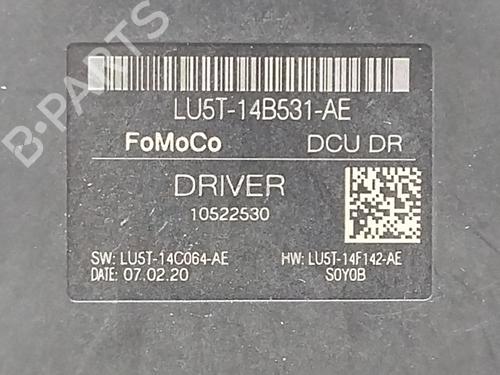 LU5T-14B531-AE
FoMoCo DCU DR
DRIVER
10522530
SW: LU5T-14C064-AE HW: LU5T-14F142-AE
DATE: 07.02.20 S0Y0B
B-PARTS